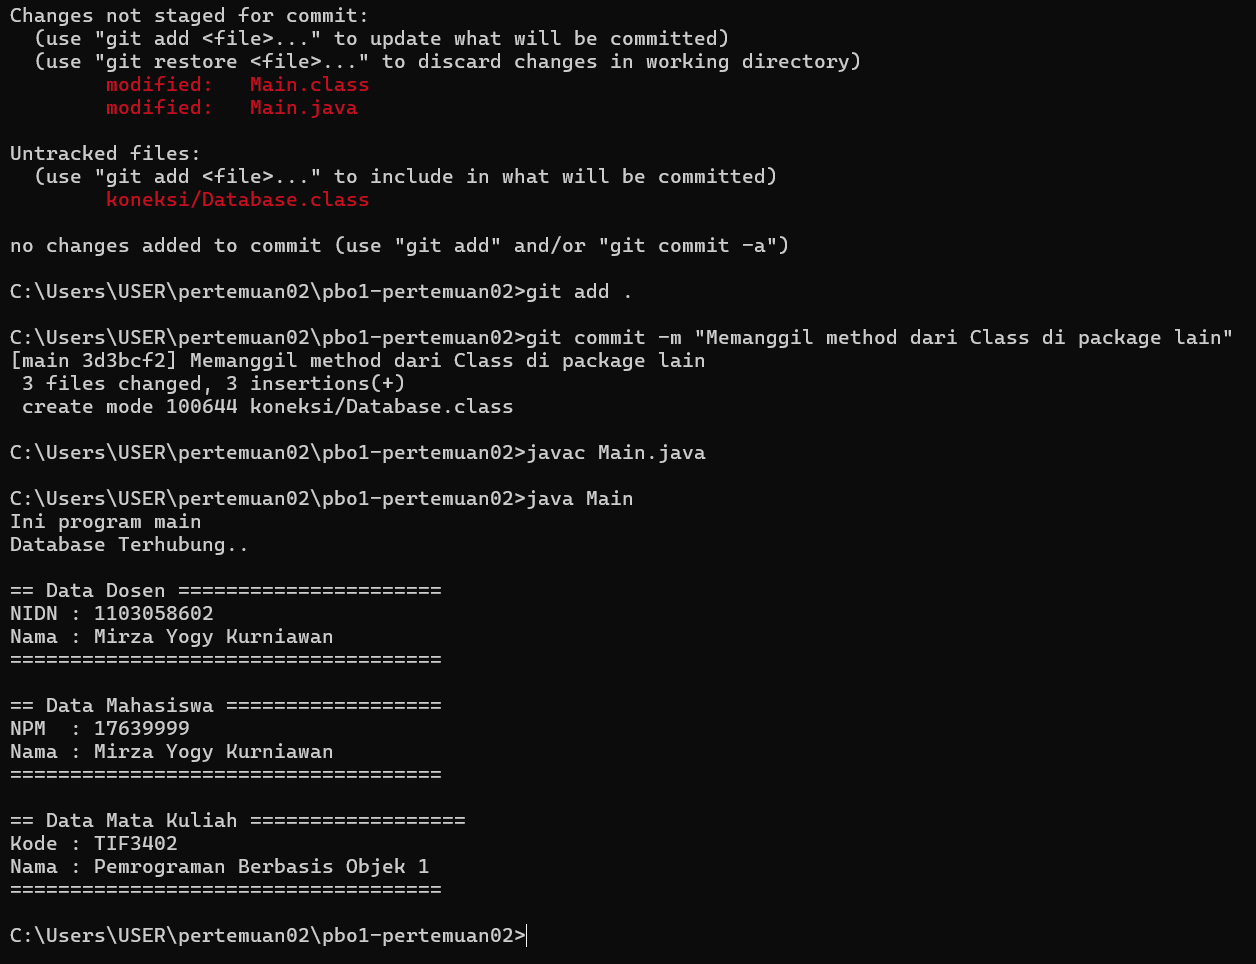 Changes not staged for commit:
  (use "git add <file>..." to update what will be committed)
  (use "git restore <file>..." to discard changes in working directory)
        modified:   Main.class
        modified:   Main.java

Untracked files:
  (use "git add <file>..." to include in what will be committed)
        koneksi/Database.class

no changes added to commit (use "git add" and/or "git commit -a")

C:\Users\USER\pertemuan02\pbo1-pertemuan02>git add .

C:\Users\USER\pertemuan02\pbo1-pertemuan02>git commit -m "Memanggil method dari Class di package lain"
[main 3d3bcf2] Memanggil method dari Class di package lain
 3 files changed, 3 insertions(+)
 create mode 100644 koneksi/Database.class

C:\Users\USER\pertemuan02\pbo1-pertemuan02>javac Main.java

C:\Users\USER\pertemuan02\pbo1-pertemuan02>java Main
Ini program main
Database Terhubung..

== Data Dosen ======================
NIDN : 1103058602
Nama : Mirza Yogy Kurniawan
====================================

== Data Mahasiswa ==================
NPM  : 17639999
Nama : Mirza Yogy Kurniawan
====================================

== Data Mata Kuliah ==================
Kode : TIF3402
Nama : Pemrograman Berbasis Objek 1
====================================

C:\Users\USER\pertemuan02\pbo1-pertemuan02>